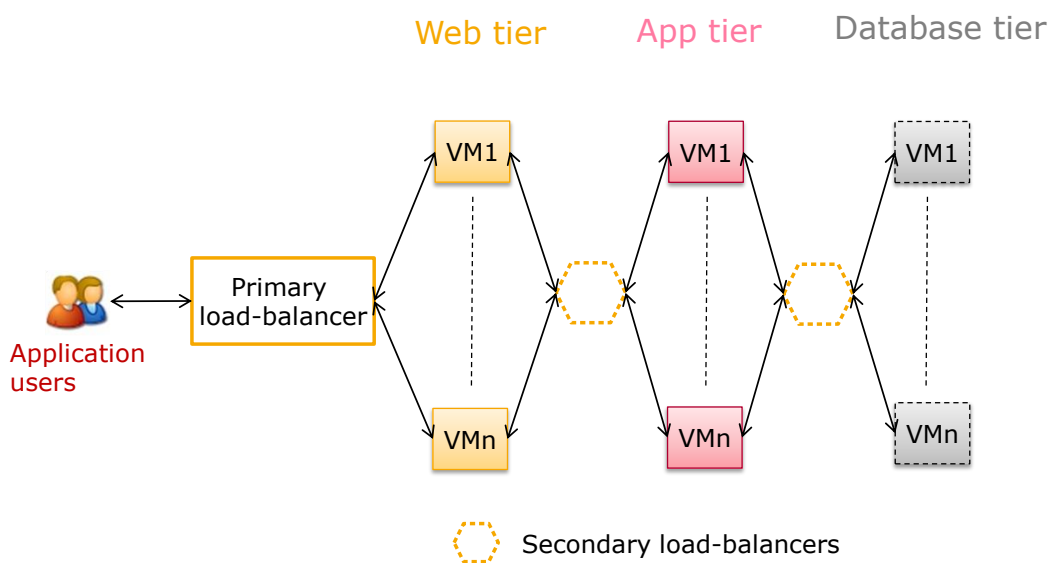 Web tier
App tier
Database tier
VM1
VM1
VM1
Primary
load-balancer
Application
users
VMn
VMn
VMn
Secondary load-balancers